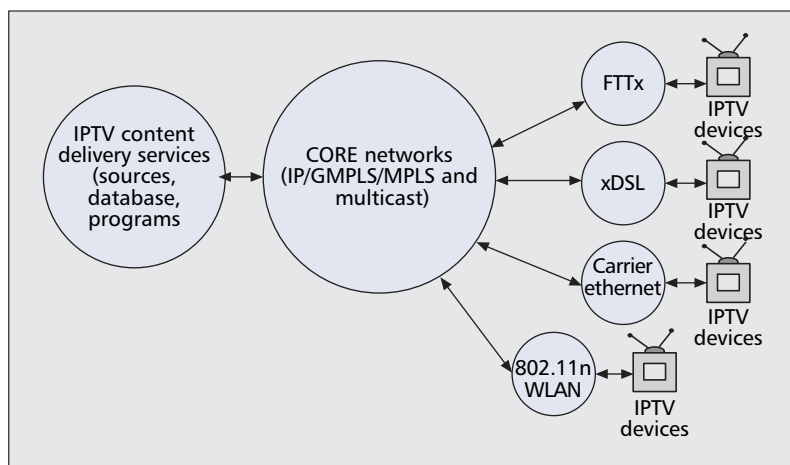 IPTV content
delivery services
(sources,
database,
programs
CORE networks
(IP/GMPLS/MPLS and
multicast)
FTTx
IPTV
devices
xDSL
IPTV
devices
Carrier
ethernet
IPTV
devices
802.11n
WLAN
IPTV
devices